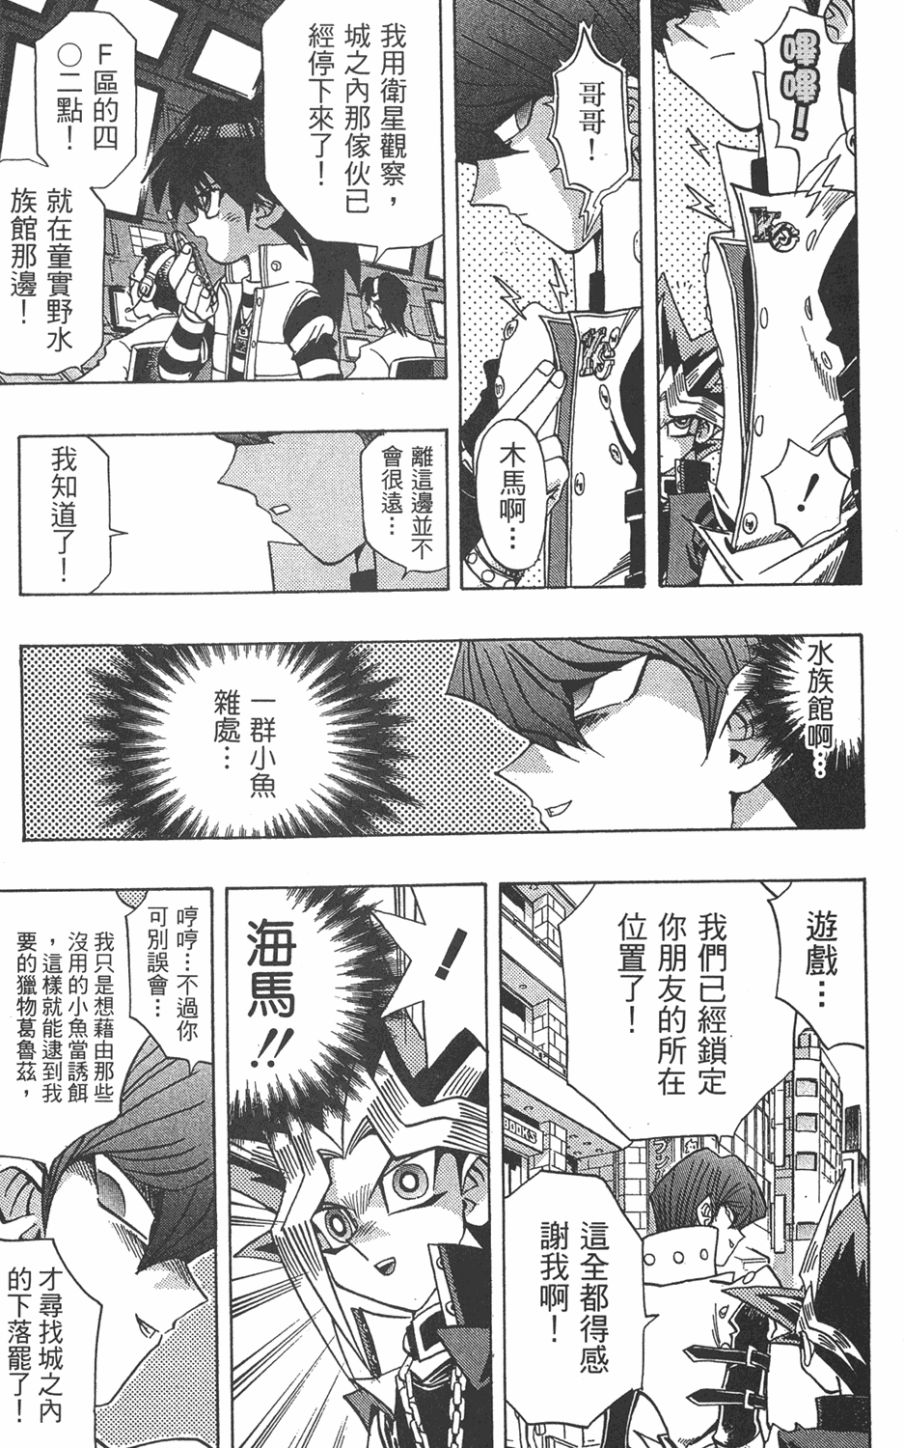 嗶嗶！
！
哥哥！
木馬啊…
我用衛星觀察，
城之內那傢伙已
經停下來了！
F區的四
○二點！
就在童實野水
族館那邊！
離這邊並不
會很遠…
我知道了！
水族館啊…
一群小魚
雜處…
遊戲…
我們已經鎖定
你朋友的所在
位置了！
BOOKS
這全都得感
謝我啊！
！
海馬!!
哼哼…不過你
可別誤會…
我只是想藉由那些
沒用的小魚當誘餌
，這樣就能逮到我
要的獵物葛魯茲，
才尋找城之內
的下落罷了！